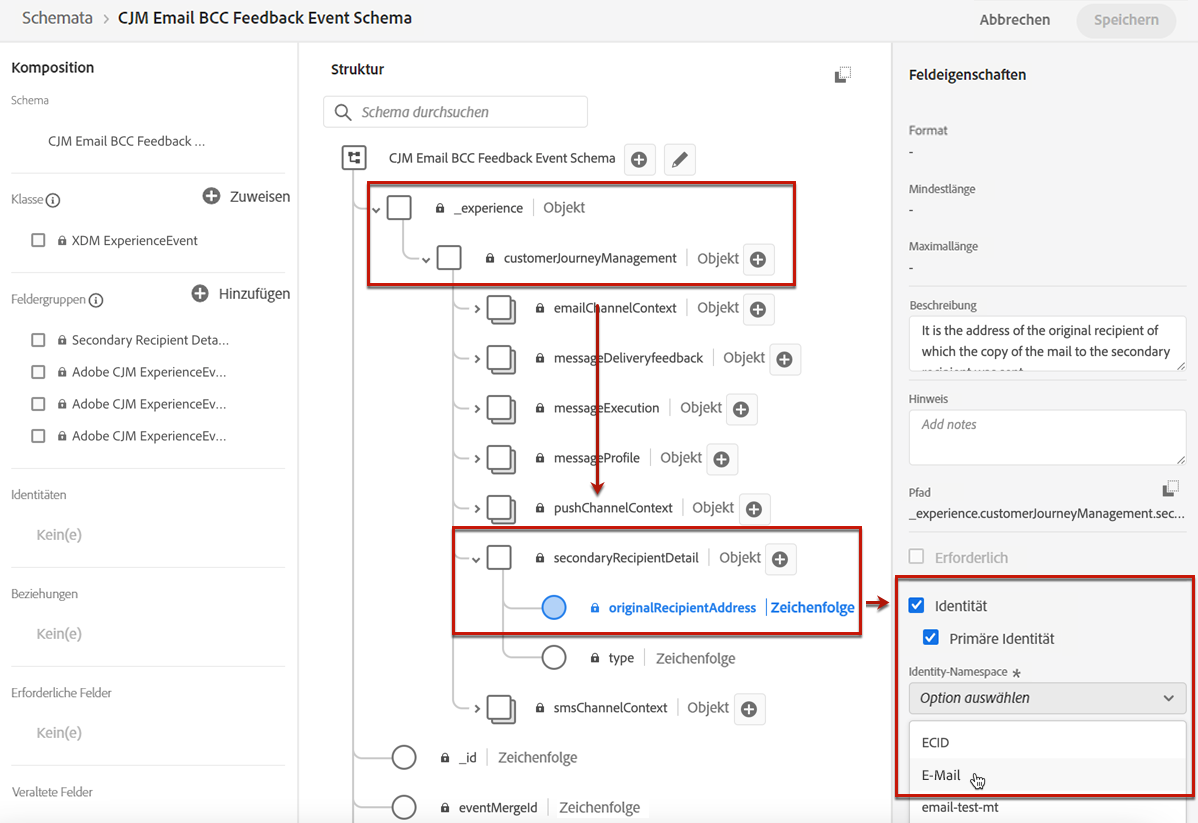 Schemata > CJM Email BCC Feedback Event Schema
Abbrechen
Speichern
Komposition
Schema
CJM Email BCC Feedback ...
Klasse
Zuweisen
XDM ExperienceEvent
Feldergruppen
Hinzufügen
Secondary Recipient Deta...
Adobe CJM ExperienceEv...
Adobe CJM ExperienceEv...
Adobe CJM ExperienceEv...
Identitäten
Kein(e)
Beziehungen
Kein(e)
Erforderliche Felder
Kein(e)
Veraltete Felder
Struktur
Schema durchsuchen
CJM Email BCC Feedback Event Schema
_experience | Objekt
customerJourneyManagement | Objekt
emailChannelContext | Objekt
messageDeliveryfeedback | Objekt
messageExecution | Objekt
messageProfile | Objekt
pushChannelContext | Objekt
secondaryRecipientDetail | Objekt
originalRecipientAddress | Zeichenfolge
type | Zeichenfolge
smsChannelContext | Objekt
_id | Zeichenfolge
eventMergeId | Zeichenfolge
Feldeigenschaften
Format
-
Mindestlänge
-
Maximallänge
-
Beschreibung
It is the address of the original recipient of
which the copy of the mail to the secondary
recipient was sent
Hinweis
Add notes
Pfad
_experience.customerJourneyManagement.sec...
Erforderlich
Identität
Primäre Identität
Identity-Namespace *
Option auswählen
ECID
E-Mail
email-test-mt